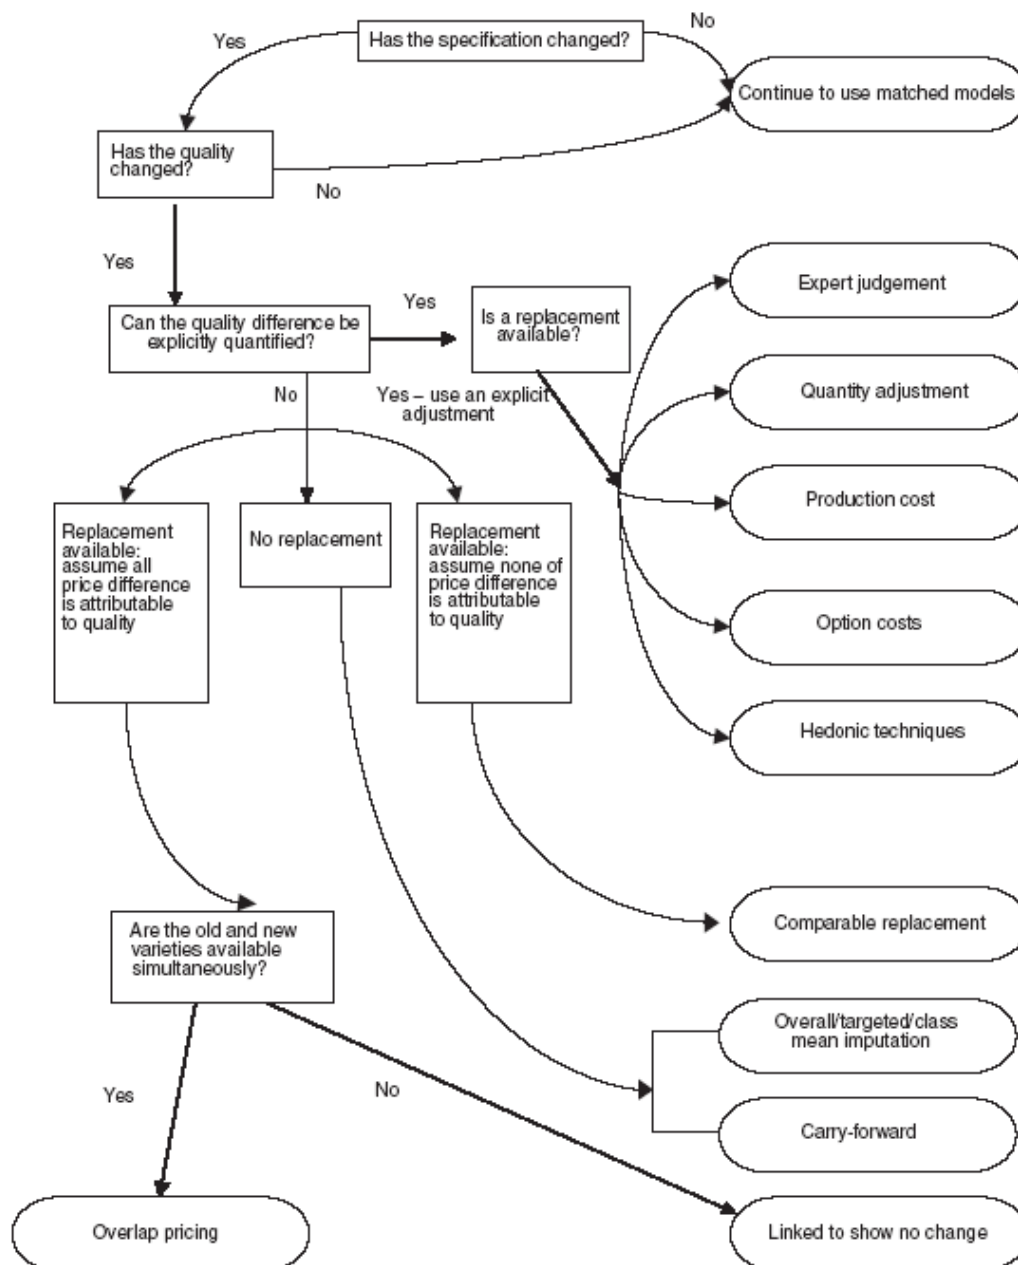 No
Yes
Has the specification changed?
Continue to use matched models
Has the quality
changed?
No
Yes
Expert judgement
Yes
Can the quality difference be
explicitly quantified?
Is a replacement
available?
No
Yes – use an explicit
adjustment
Quantity adjustment
Production cost
Replacement
available:
assume all
price difference
is attributable
to quality
No replacement
Replacement
available:
assume none of
price difference
is attributable
to quality
Option costs
Hedonic techniques
Are the old and new
varieties available
simultaneously?
Comparable replacement
Overall/targeted/class
mean imputation
Yes
No
Carry-forward
Overlap pricing
Linked to show no change